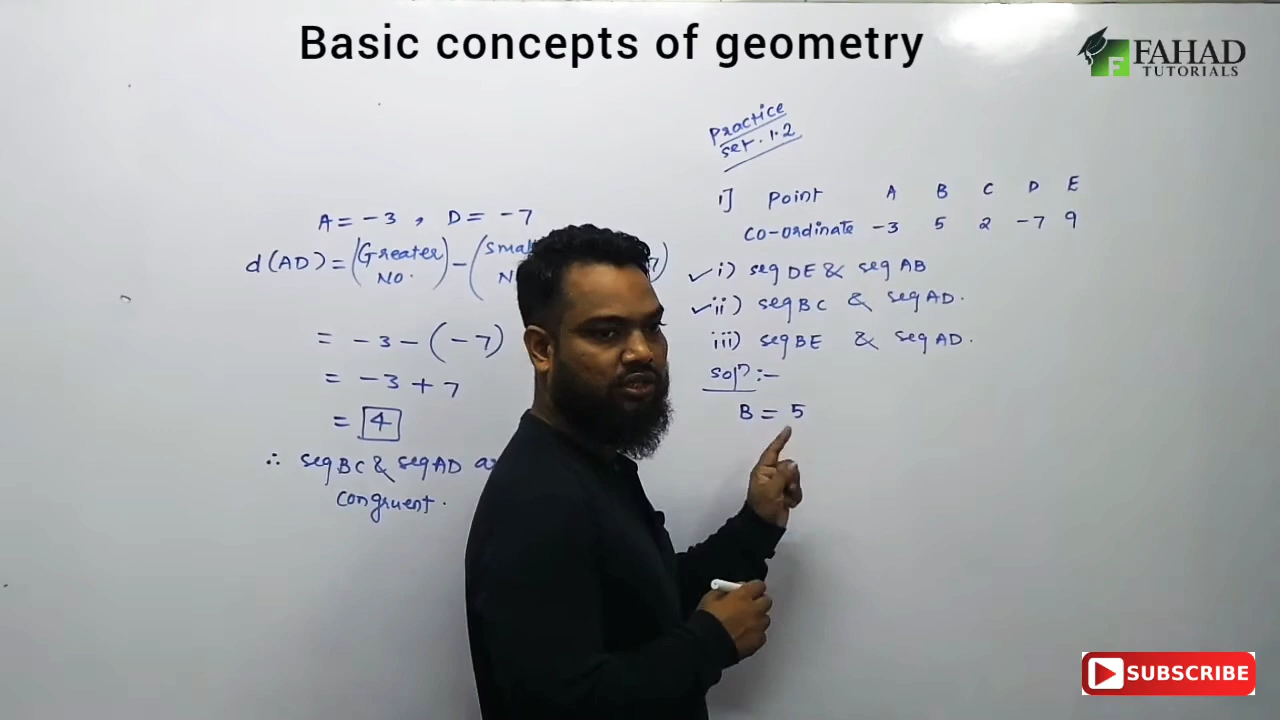 Basic concepts of geometry
FAHAD
TUTORIALS
A = -3 , D = -7
d(AD) = (Greater No.) - (
= -3 - (-7)
= -3 + 7
= 4
∴ seg BC & seg AD
congruent.
Practice
set. 1.2
1] Point A B C D E
Co-ordinate -3 5 2 -7 9
✓ i) seg DE & seg AB
✓ ii) seg BC & seg AD.
iii) seg BE & seg AD.
Solⁿ :-
B = 5
SUBSCRIBE